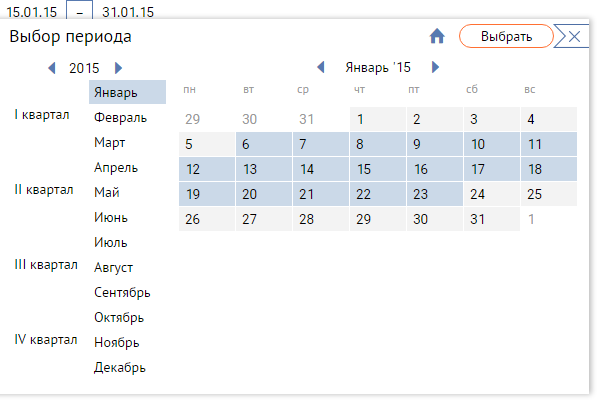 15.01.15 – 31.01.15
Выбор периода
Выбрать
2015
Январь '15
Январь
Февраль
I квартал
Март
Апрель
II квартал
Май
Июнь
Июль
III квартал
Август
Сентябрь
Октябрь
IV квартал
Ноябрь
Декабрь
пн вт ср чт пт сб вс
29 30 31 1 2 3 4
5 6 7 8 9 10 11
12 13 14 15 16 17 18
19 20 21 22 23 24 25
26 27 28 29 30 31 1